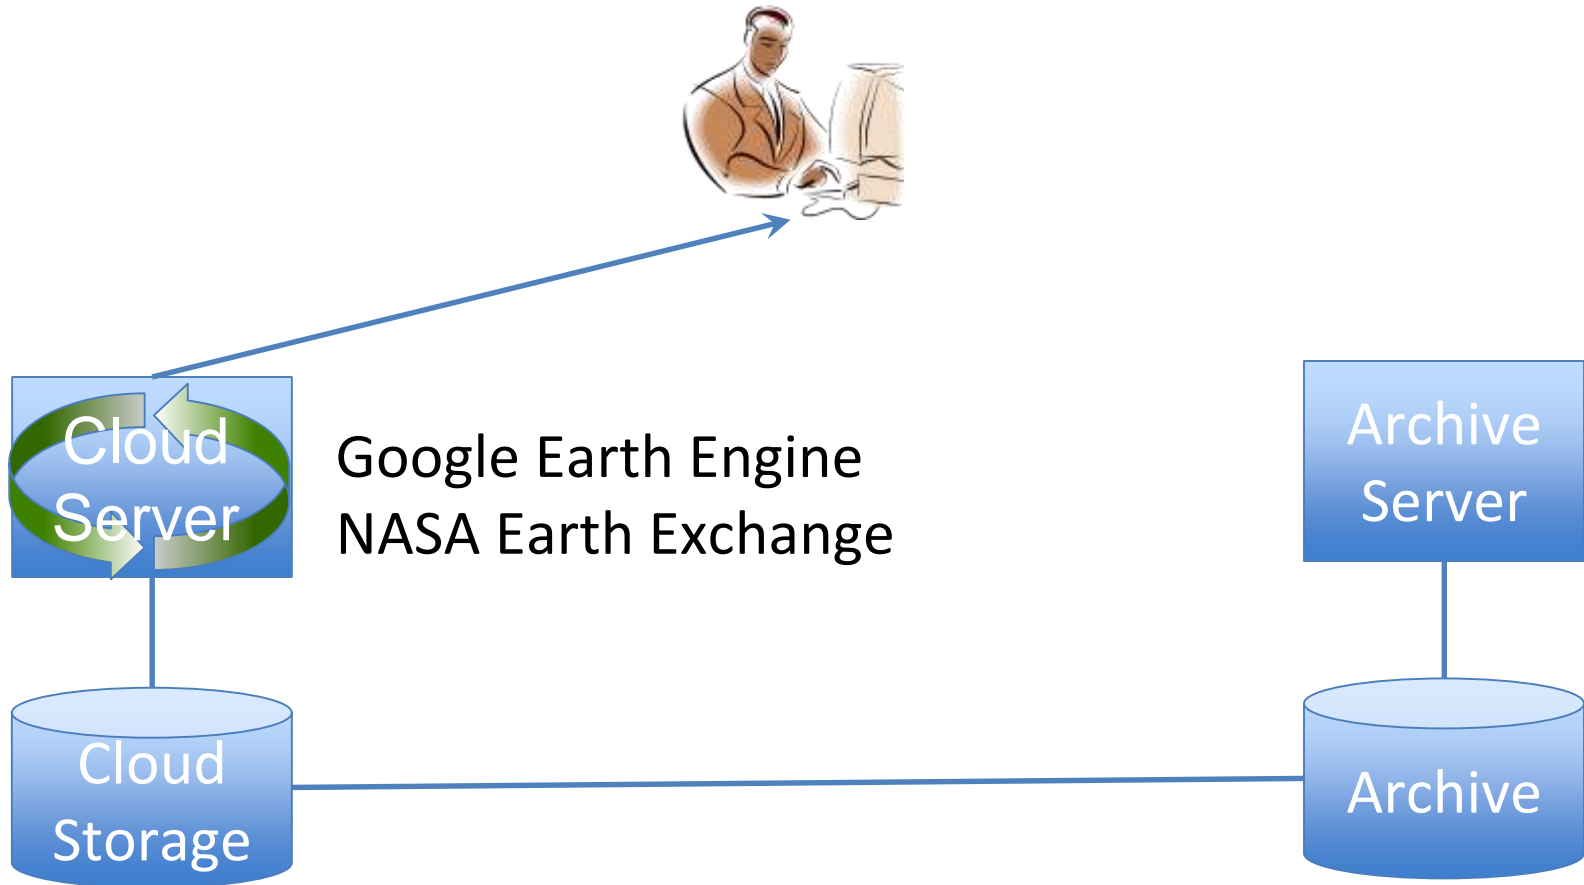 Cloud
Server
Google Earth Engine
NASA Earth Exchange
Archive
Server
Cloud
Storage
Archive